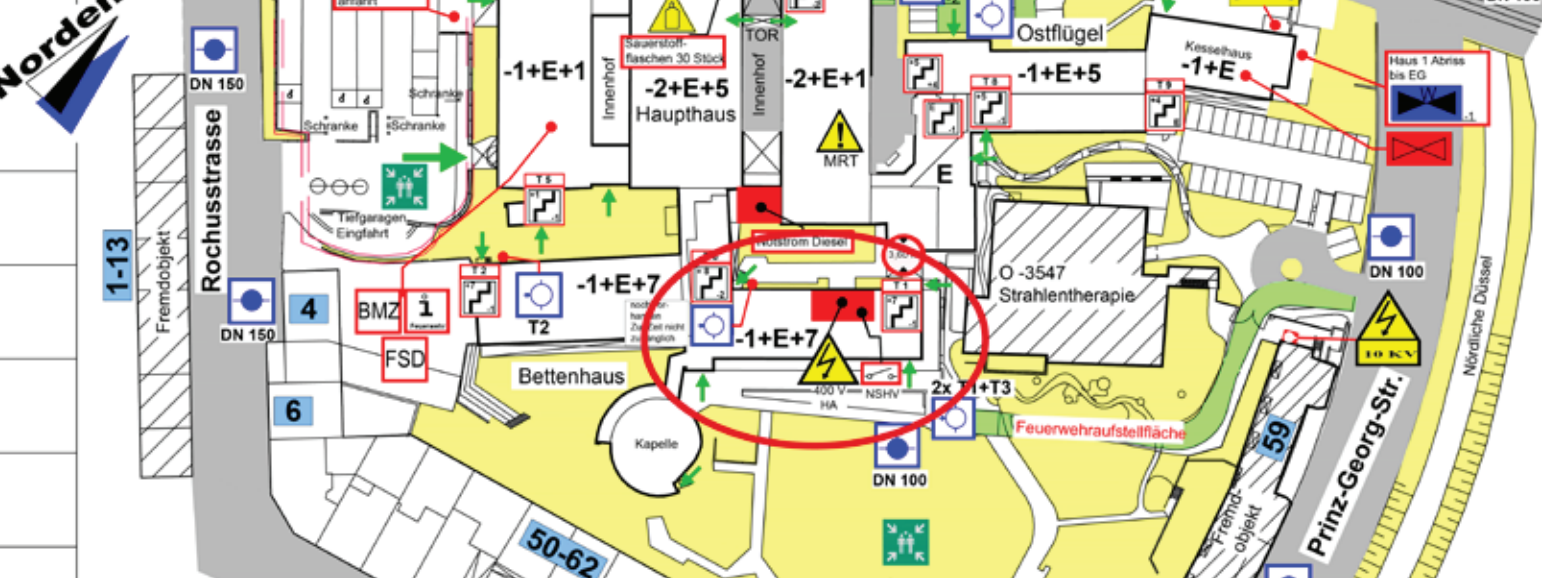 Norden
anfahrt
DN 150
Rochusstrasse
1-13
Fremdobjekt
DN 150
Schranke
Schranke
Schranke
Tiefgaragen
Einfahrt
-1+E+1
Innenhof
Sauerstoff-
flaschen 30 Stück
-2+E+5
Haupthaus
TOR
Innenhof
-2+E+1
MRT
Ostflügel
-1+E+5
T 8
T 9
Kesselhaus
-1+E
Haus 1 Abriss
bis EG
W
-1
E
T 5
T 2
T2
-1+E+7
4
6
BMZ
i
Feuerwehr
FSD
Bettenhaus
Notstrom Diesel
T 1
-1+E+7
400 V
HA
NSHV
2x T1+T3
Kapelle
DN 100
O -3547
Strahlentherapie
Feuerwehraufstellfläche
DN 100
10 KV
59
Fremd-
objekt
Prinz-Georg-Str.
Nördliche Düssel
50-62